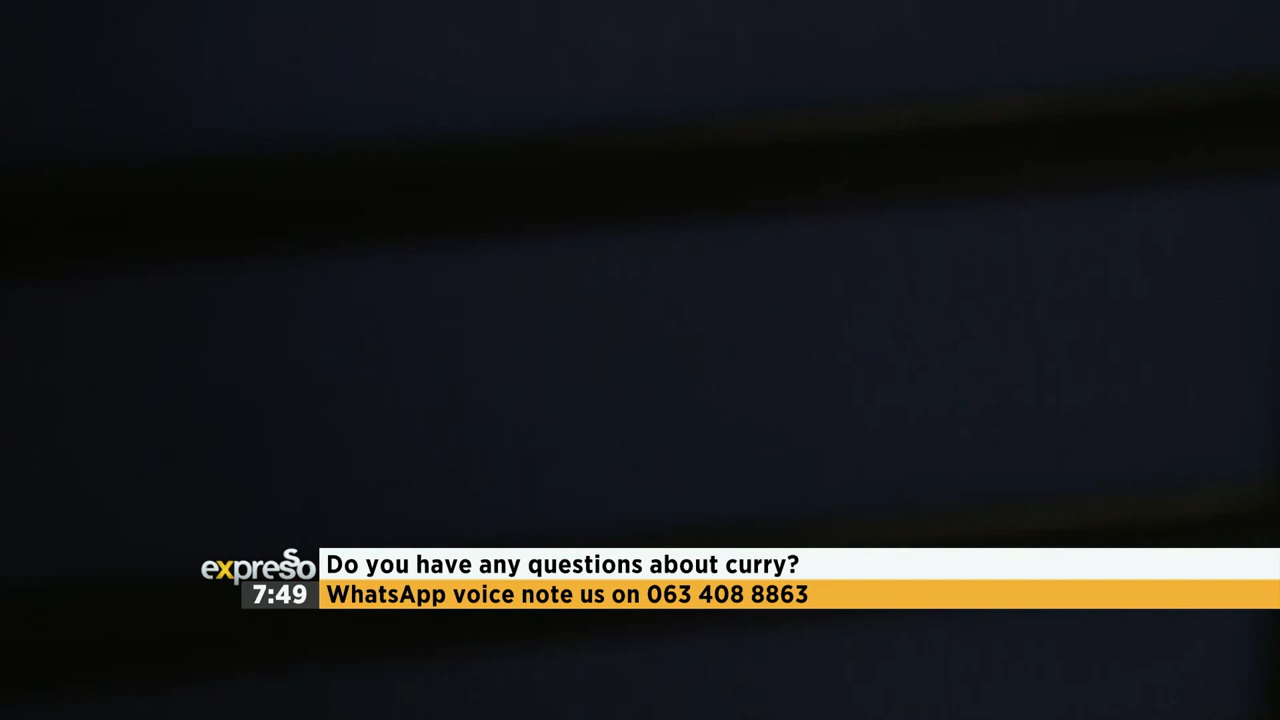 expresso
Do you have any questions about curry?
7:49
WhatsApp voice note us on 063 408 8863